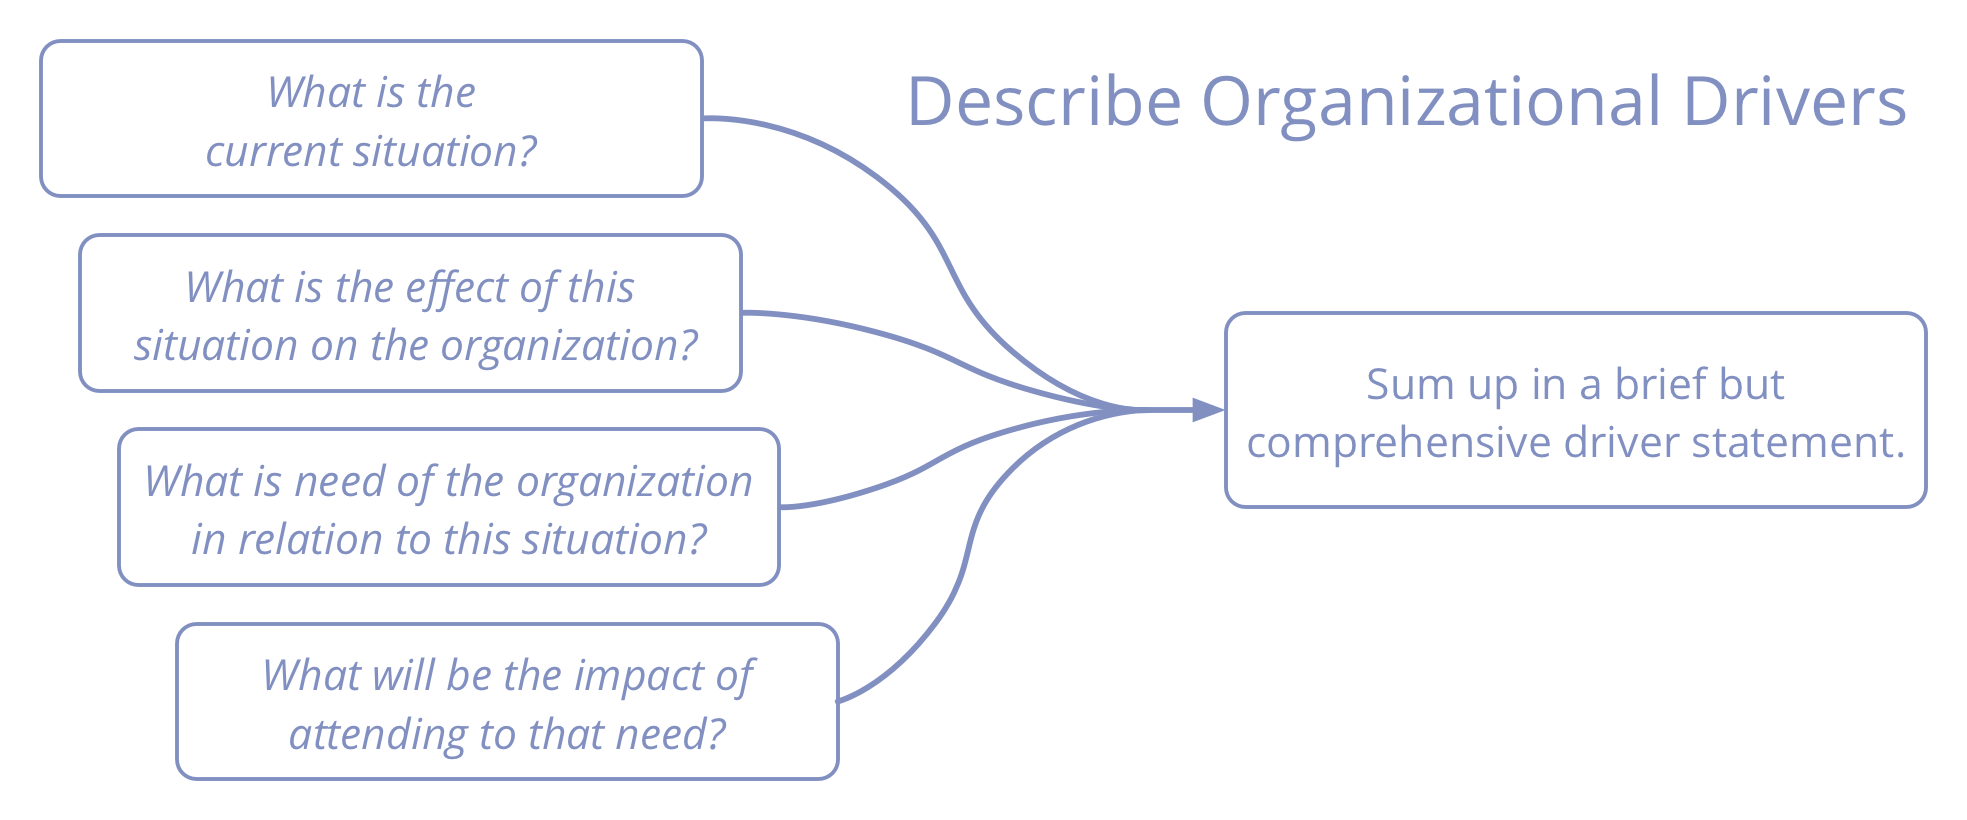 Describe Organizational Drivers
What is the
current situation?
What is the effect of this
situation on the organization?
What is need of the organization
in relation to this situation?
What will be the impact of
attending to that need?
Sum up in a brief but
comprehensive driver statement.